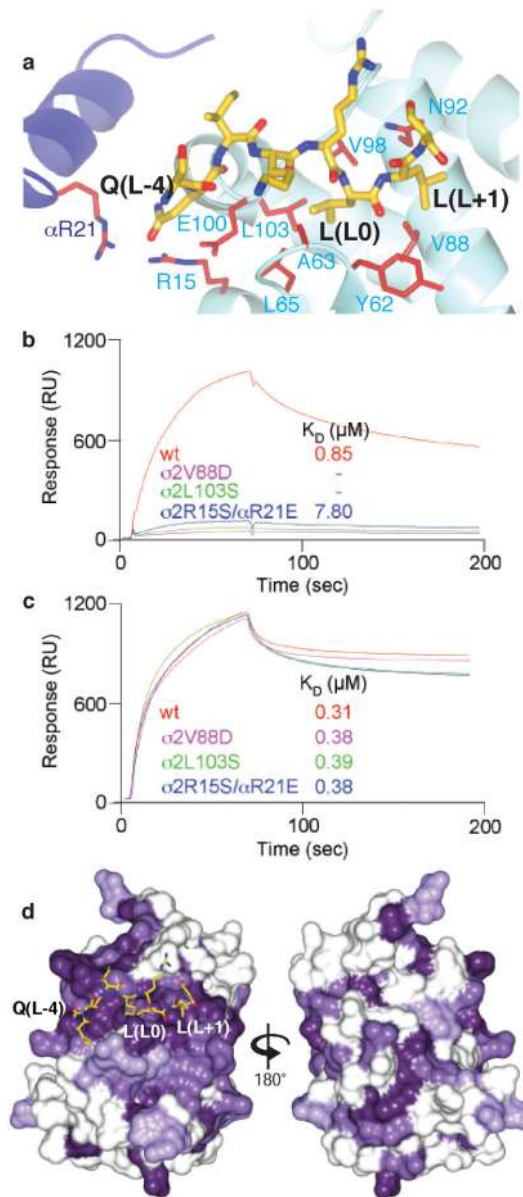 a
N92
V98
Q(L-4)
L(L+1)
αR21
E100
L103
L(L0)
V88
A63
R15
L65
Y62
b
1200
Response (RU)
600
0
K_D (μM)
wt 0.85
σ2V88D -
σ2L103S -
σ2R15S/αR21E 7.80
0 100 200
Time (sec)
c
1200
Response (RU)
600
0
K_D (μM)
wt 0.31
σ2V88D 0.38
σ2L103S 0.39
σ2R15S/αR21E 0.38
0 100 200
Time (sec)
d
Q(L-4)
L(L0)
L(L+1)
180°